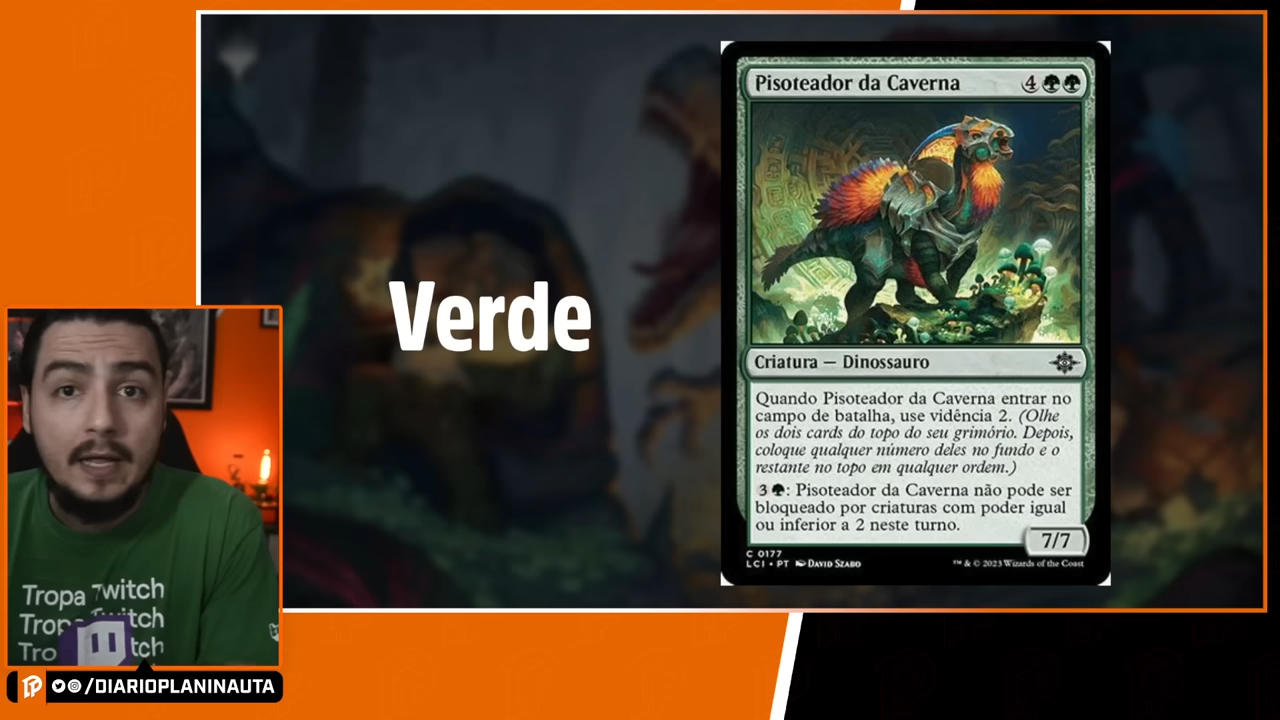 Verde
Pisoteador da Caverna 4
Criatura — Dinossauro
Quando Pisoteador da Caverna entrar no
campo de batalha, use vidência 2. (Olhe
os dois cards do topo do seu grimório. Depois,
coloque qualquer número deles no fundo e o
restante no topo em qualquer ordem.)
3 : Pisoteador da Caverna não pode ser
bloqueado por criaturas com poder igual
ou inferior a 2 neste turno.
7/7
C 0177
LCI • PT David Szabo
™ & © 2023 Wizards of the Coast
Tropa Twitch
Tropa Twitch
Tro tch
/DIARIOPLANINAUTA